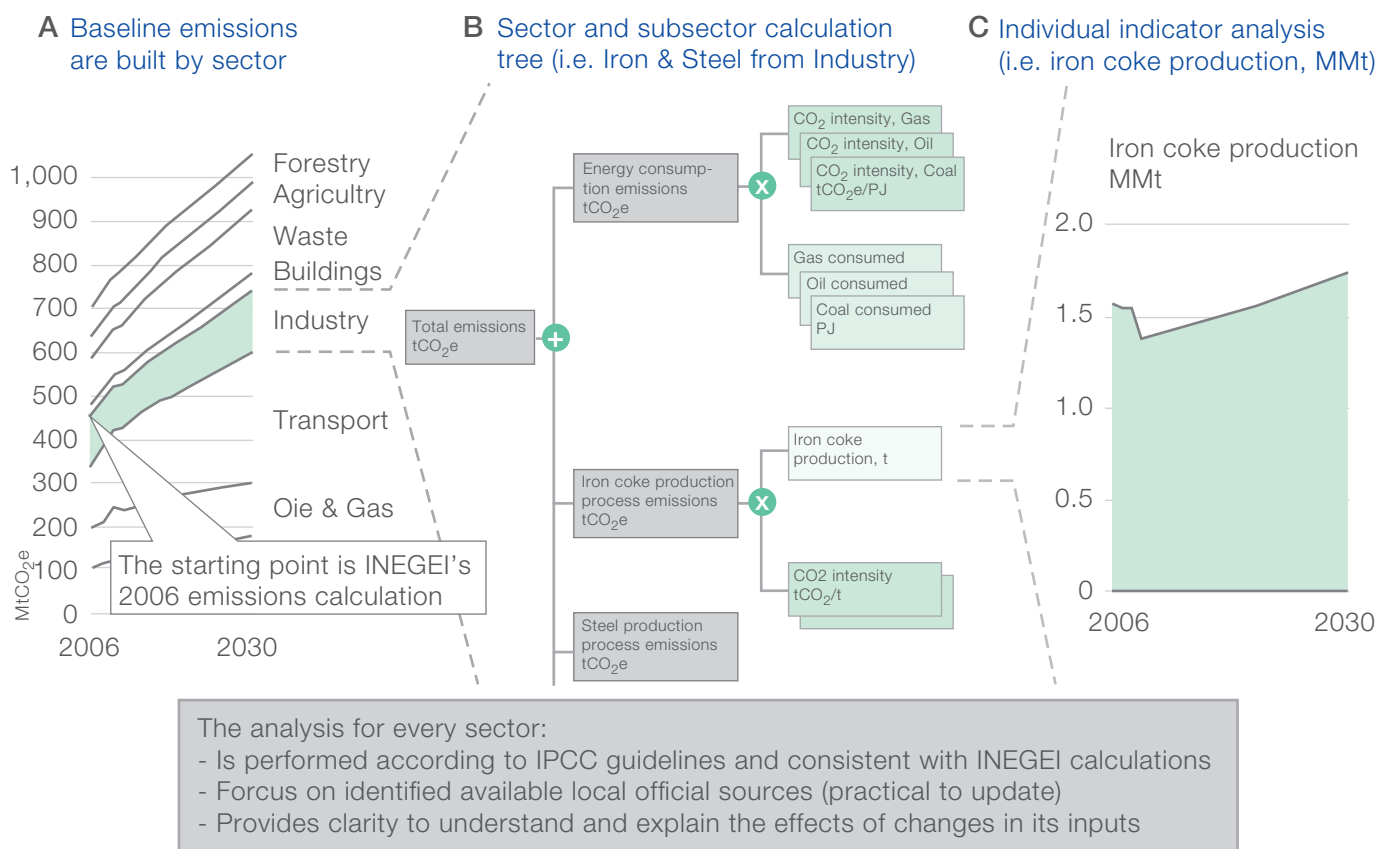 A Baseline emissions
are built by sector
B Sector and subsector calculation
tree (i.e. Iron & Steel from Industry)
C Individual indicator analysis
(i.e. iron coke production, MMt)
1,000
900
800
700
600
500
400
300
200
100
0
MtCO2e
2006
2030
Forestry
Agricultry
Waste
Buildings
Industry
Transport
Oie & Gas
The starting point is INEGEI's
2006 emissions calculation
Total emissions
tCO2e
+
Energy consump-
tion emissions
tCO2e
x
CO2 intensity, Gas
CO2 intensity, Oil
CO2 intensity, Coal
tCO2e/PJ
Gas consumed
Oil consumed
Coal consumed
PJ
Iron coke production
process emissions
tCO2e
x
Iron coke
production, t
CO2 intensity
tCO2/t
Steel production
process emissions
tCO2e
Iron coke production
MMt
2.0
1.5
1.0
0.5
0
2006
2030
The analysis for every sector:
- Is performed according to IPCC guidelines and consistent with INEGEI calculations
- Forcus on identified available local official sources (practical to update)
- Provides clarity to understand and explain the effects of changes in its inputs